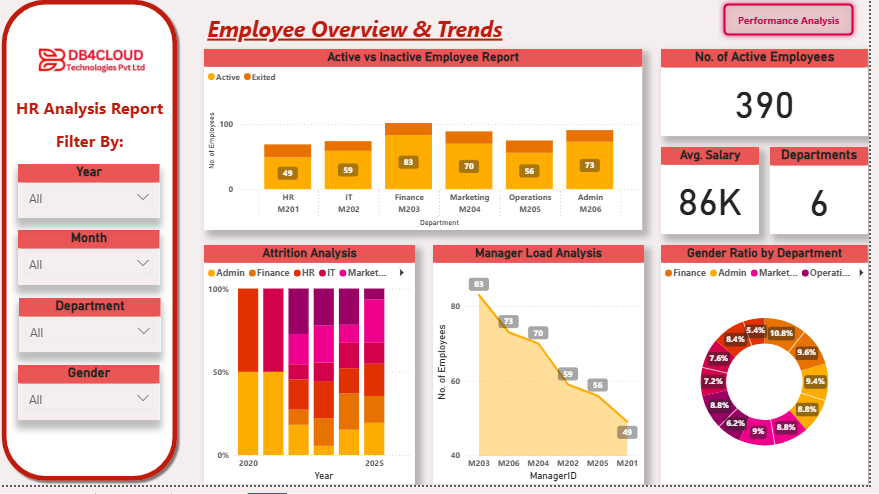 Employee Overview & Trends
Performance Analysis
DB4CLOUD
Technologies Pvt Ltd
HR Analysis Report
Filter By:
Year
All
Month
All
Department
All
Gender
All
Active vs Inactive Employee Report
Active Exited
No. of Employees
100
0
49 59 83 70 56 73
HR IT Finance Marketing Operations Admin
M201 M202 M203 M204 M205 M206
Department
No. of Active Employees
390
Avg. Salary
86K
Departments
6
Attrition Analysis
Admin Finance HR IT Market...
100%
50%
0%
2020 2025
Year
Manager Load Analysis
No. of Employees
80
60
40
83
73
70
59
56
49
M203 M206 M204 M202 M205 M201
ManagerID
Gender Ratio by Department
Finance Admin Market... Operati...
10.8%
9.6%
9.4%
8.8%
8.8%
9%
6.2%
8.8%
7.2%
7.6%
8.4%
5.4%